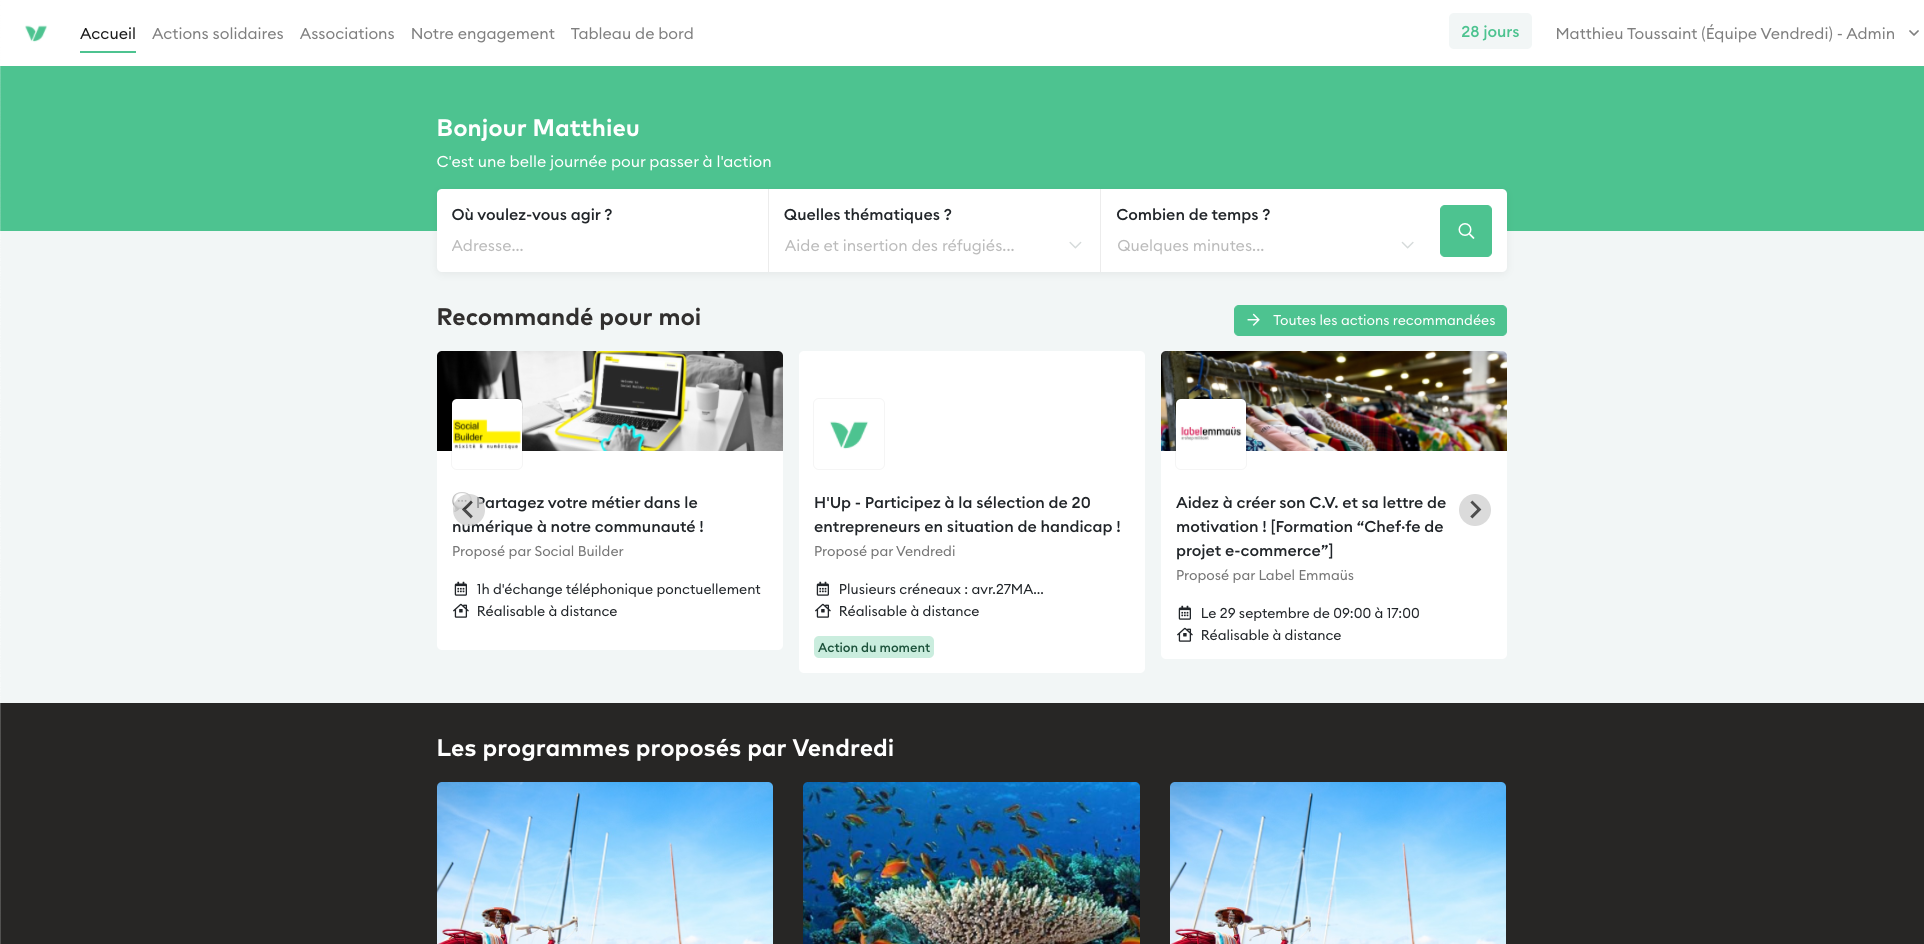 Accueil Actions solidaires Associations Notre engagement Tableau de bord 28 jours Matthieu Toussaint (Équipe Vendredi) - Admin
Bonjour Matthieu
C'est une belle journée pour passer à l'action
Où voulez-vous agir ?
Adresse...
Quelles thématiques ?
Aide et insertion des réfugiés...
Combien de temps ?
Quelques minutes...
Recommandé pour moi
Toutes les actions recommandées
Social
Builder
mixité & numérique
Partagez votre métier dans le
numérique à notre communauté !
Proposé par Social Builder
1h d'échange téléphonique ponctuellement
Réalisable à distance
H'Up - Participez à la sélection de 20
entrepreneurs en situation de handicap !
Proposé par Vendredi
Plusieurs créneaux : avr.27MA...
Réalisable à distance
Action du moment
labelemmaüs
Aidez à créer son C.V. et sa lettre de
motivation ! [Formation “Chef·fe de
projet e-commerce”]
Proposé par Label Emmaüs
Le 29 septembre de 09:00 à 17:00
Réalisable à distance
Les programmes proposés par Vendredi